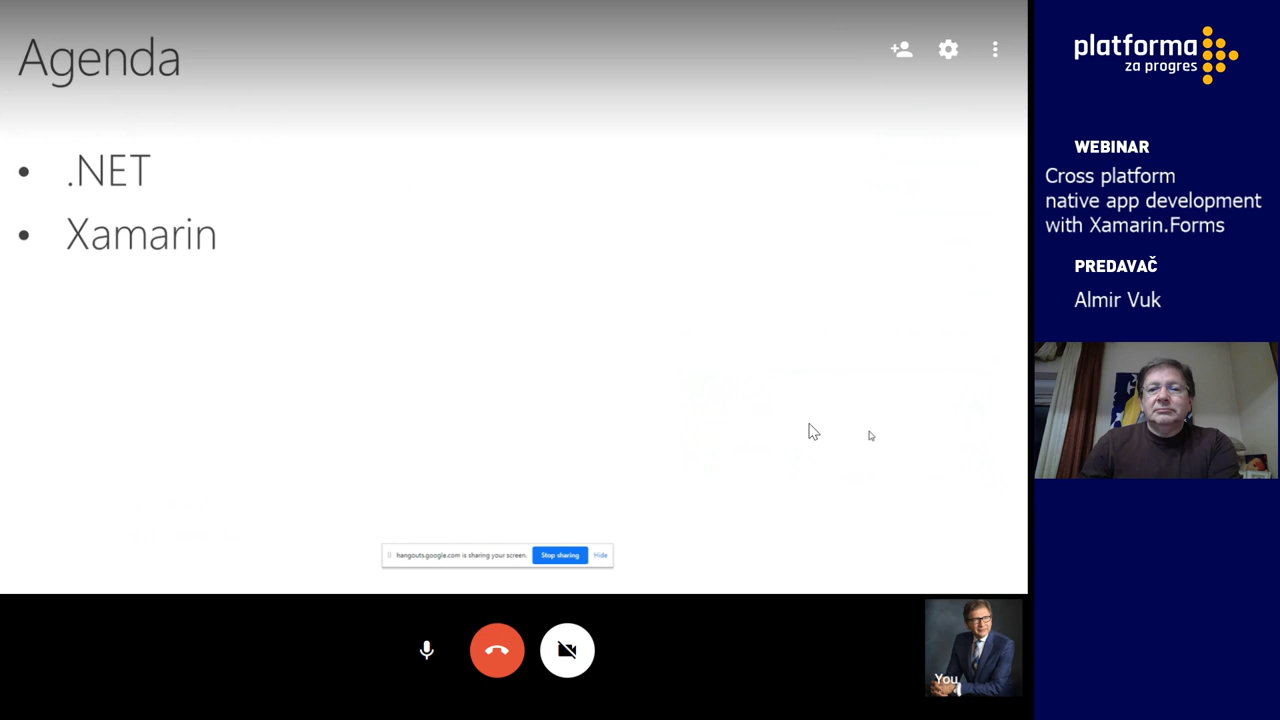 Agenda
• .NET
• Xamarin
hangouts.google.com is sharing your screen.
Stop sharing
Hide
You
platforma
za progres
WEBINAR
Cross platform
native app development
with Xamarin.Forms
PREDAVAČ
Almir Vuk